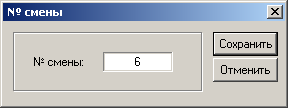 № смены
№ смены: 6
Сохранить
Отменить